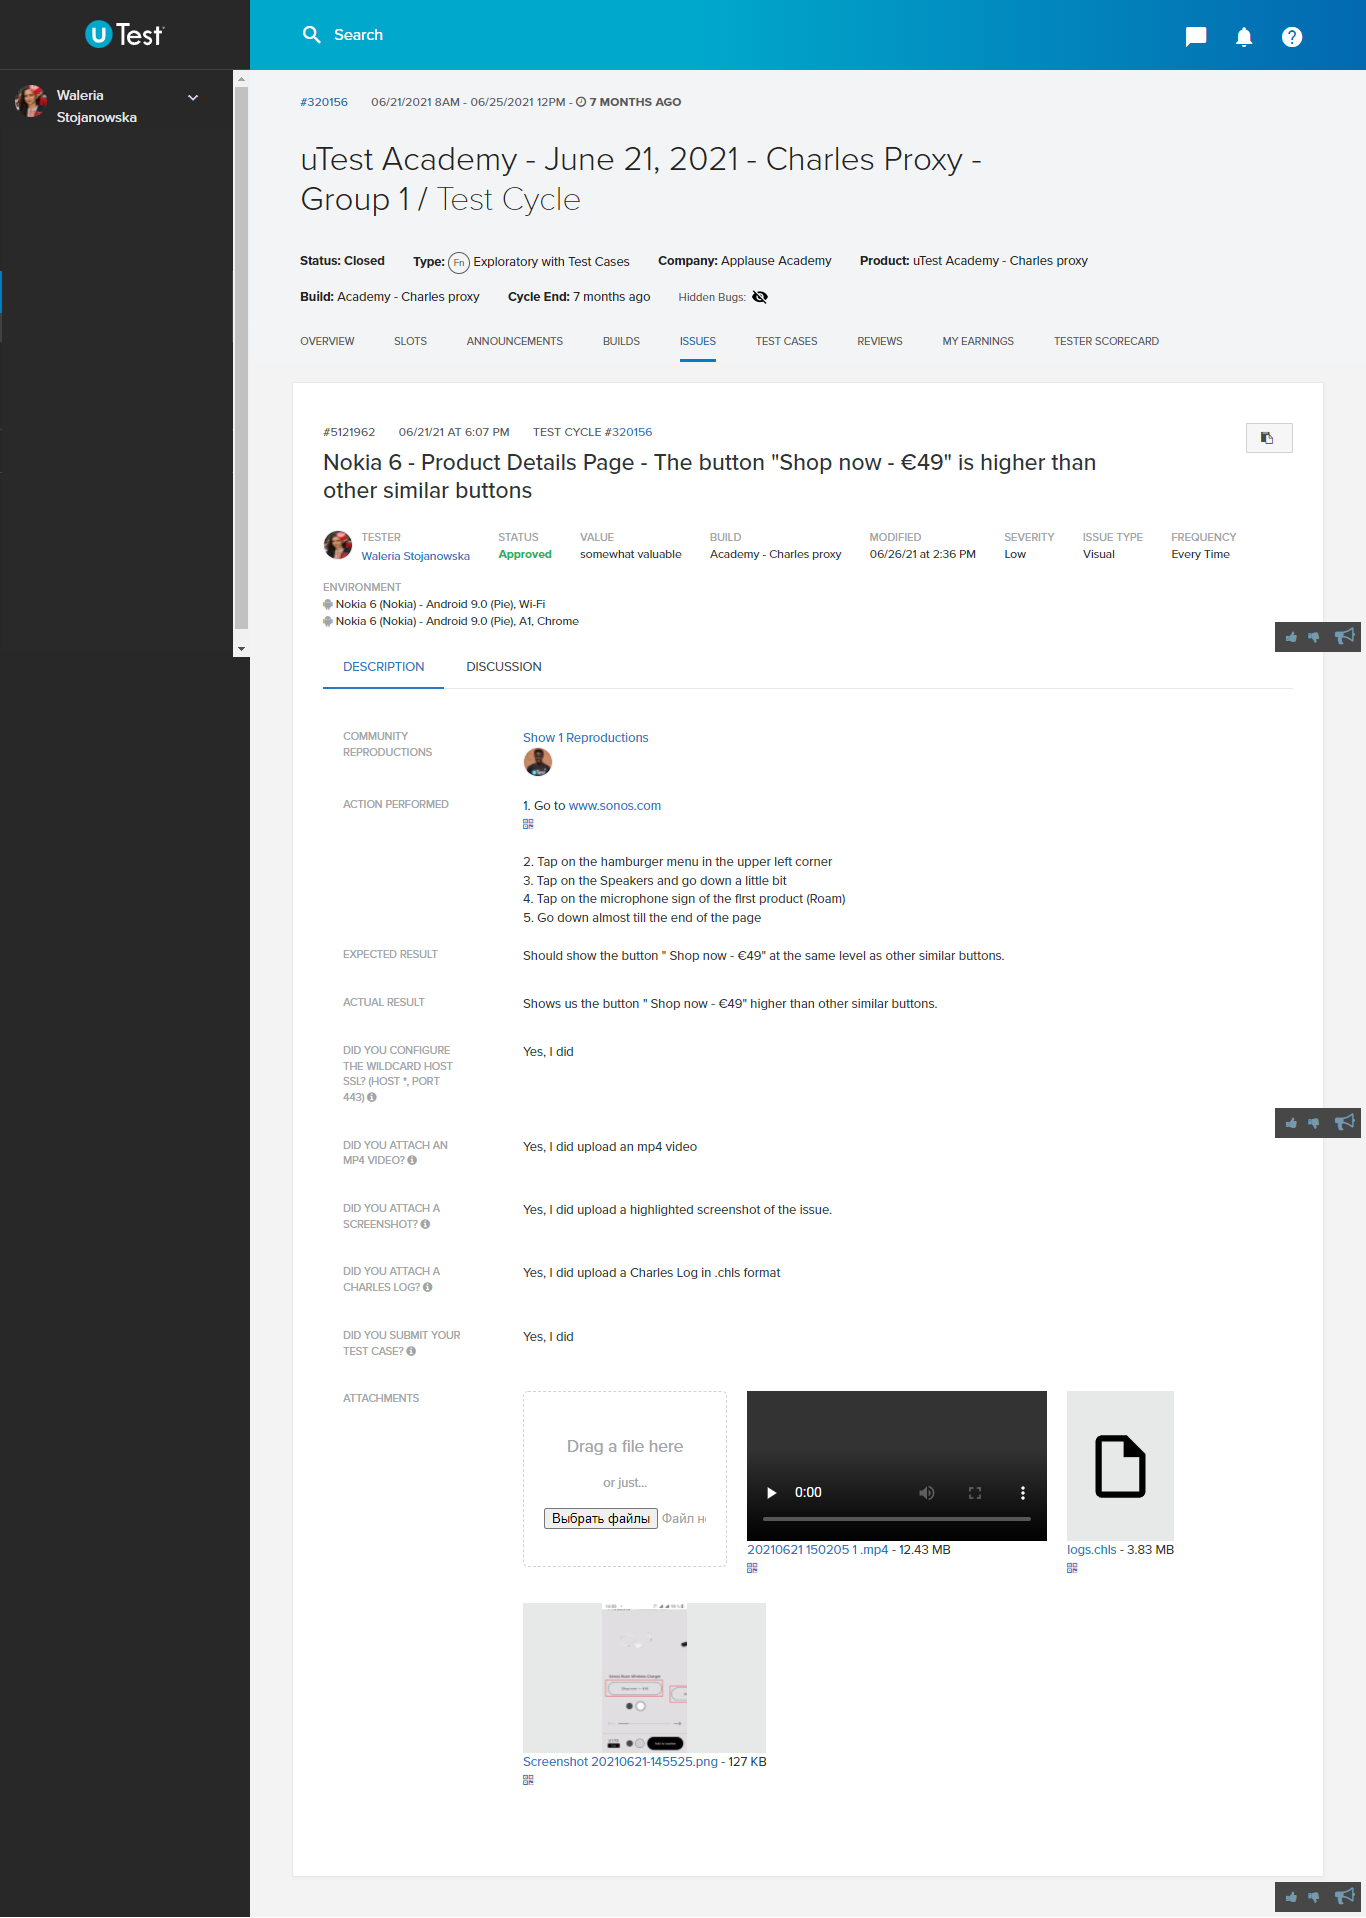 uTest
Search
Waleria
Stojanowska
#320156 06/21/2021 8AM - 06/25/2021 12PM - 7 MONTHS AGO
uTest Academy - June 21, 2021 - Charles Proxy -
Group 1 / Test Cycle
Status: Closed Type: Fn Exploratory with Test Cases Company: Applause Academy Product: uTest Academy - Charles proxy
Build: Academy - Charles proxy Cycle End: 7 months ago Hidden Bugs:
OVERVIEW SLOTS ANNOUNCEMENTS BUILDS ISSUES TEST CASES REVIEWS MY EARNINGS TESTER SCORECARD
#5121962 06/21/21 AT 6:07 PM TEST CYCLE #320156
Nokia 6 - Product Details Page - The button "Shop now - €49" is higher than
other similar buttons
TESTER STATUS VALUE BUILD MODIFIED SEVERITY ISSUE TYPE FREQUENCY
Waleria Stojanowska Approved somewhat valuable Academy - Charles proxy 06/26/21 at 2:36 PM Low Visual Every Time
ENVIRONMENT
Nokia 6 (Nokia) - Android 9.0 (Pie), Wi-Fi
Nokia 6 (Nokia) - Android 9.0 (Pie), A1, Chrome
DESCRIPTION DISCUSSION
COMMUNITY
REPRODUCTIONS
Show 1 Reproductions
ACTION PERFORMED
1. Go to www.sonos.com
2. Tap on the hamburger menu in the upper left corner
3. Tap on the Speakers and go down a little bit
4. Tap on the microphone sign of the first product (Roam)
5. Go down almost till the end of the page
EXPECTED RESULT
Should show the button " Shop now - €49" at the same level as other similar buttons.
ACTUAL RESULT
Shows us the button " Shop now - €49" higher than other similar buttons.
DID YOU CONFIGURE
THE WILDCARD HOST
SSL? (HOST *, PORT
443)
Yes, I did
DID YOU ATTACH AN
MP4 VIDEO?
Yes, I did upload an mp4 video
DID YOU ATTACH A
SCREENSHOT?
Yes, I did upload a highlighted screenshot of the issue.
DID YOU ATTACH A
CHARLES LOG?
Yes, I did upload a Charles Log in .chls format
DID YOU SUBMIT YOUR
TEST CASE?
Yes, I did
ATTACHMENTS
Drag a file here
or just...
Выбрать файлы Файл
0:00
20210621 150205 1 .mp4 - 12.43 MB
logs.chls - 3.83 MB
Sonos Roam Wireless Charger
Screenshot 20210621-145525.png - 127 KB